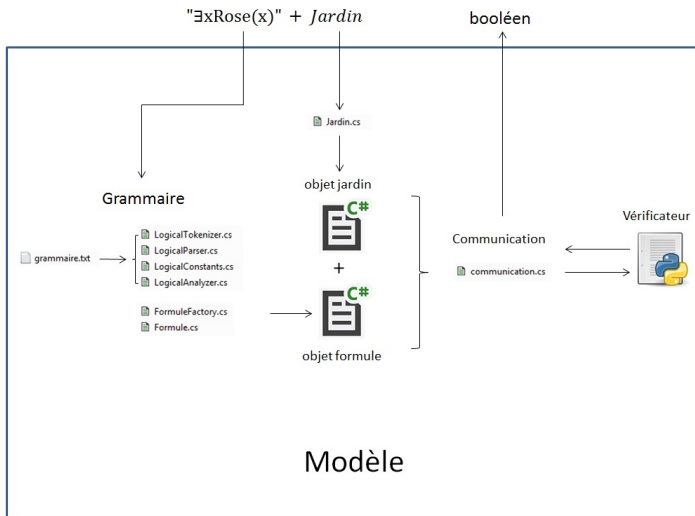 "∃xRose(x)" + Jardin
booléen
Jardin.cs
objet jardin
Grammaire
C#
Vérificateur
LogicalTokenizer.cs
Communication
LogicalParser.cs
grammaire.txt
LogicalConstants.cs
+
communication.cs
LogicalAnalyzer.cs
C#
FormuleFactory.cs
Formule.cs
objet formule
Modèle